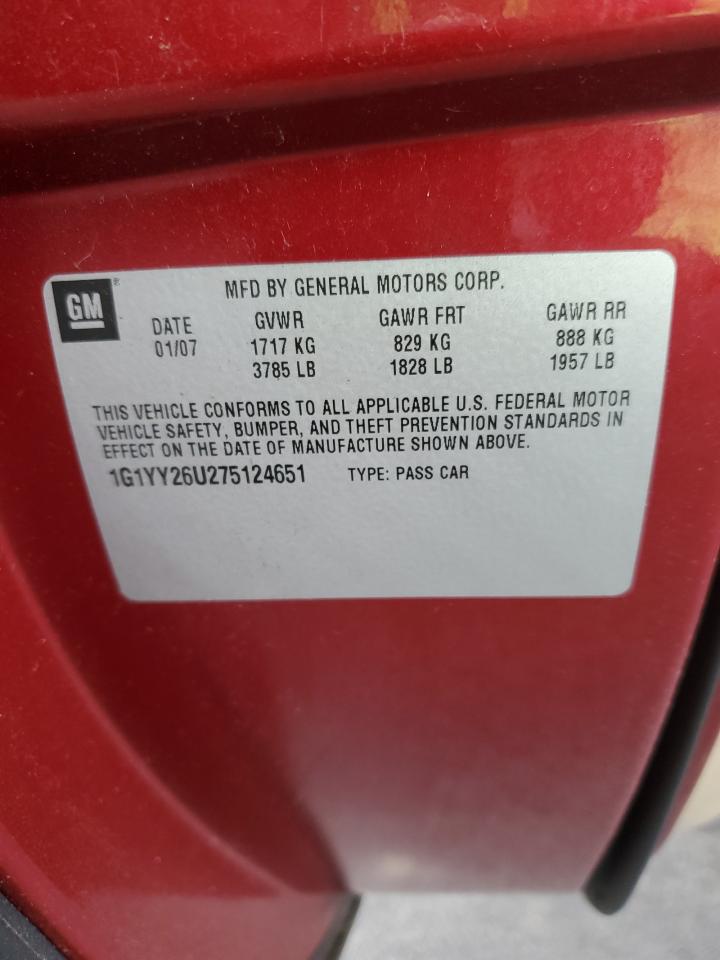 GM
MFD BY GENERAL MOTORS CORP.
DATE GVWR GAWR FRT GAWR RR
01/07 1717 KG 829 KG 888 KG
3785 LB 1828 LB 1957 LB
THIS VEHICLE CONFORMS TO ALL APPLICABLE U.S. FEDERAL MOTOR
VEHICLE SAFETY, BUMPER, AND THEFT PREVENTION STANDARDS IN
EFFECT ON THE DATE OF MANUFACTURE SHOWN ABOVE.
1G1YY26U275124651 TYPE: PASS CAR